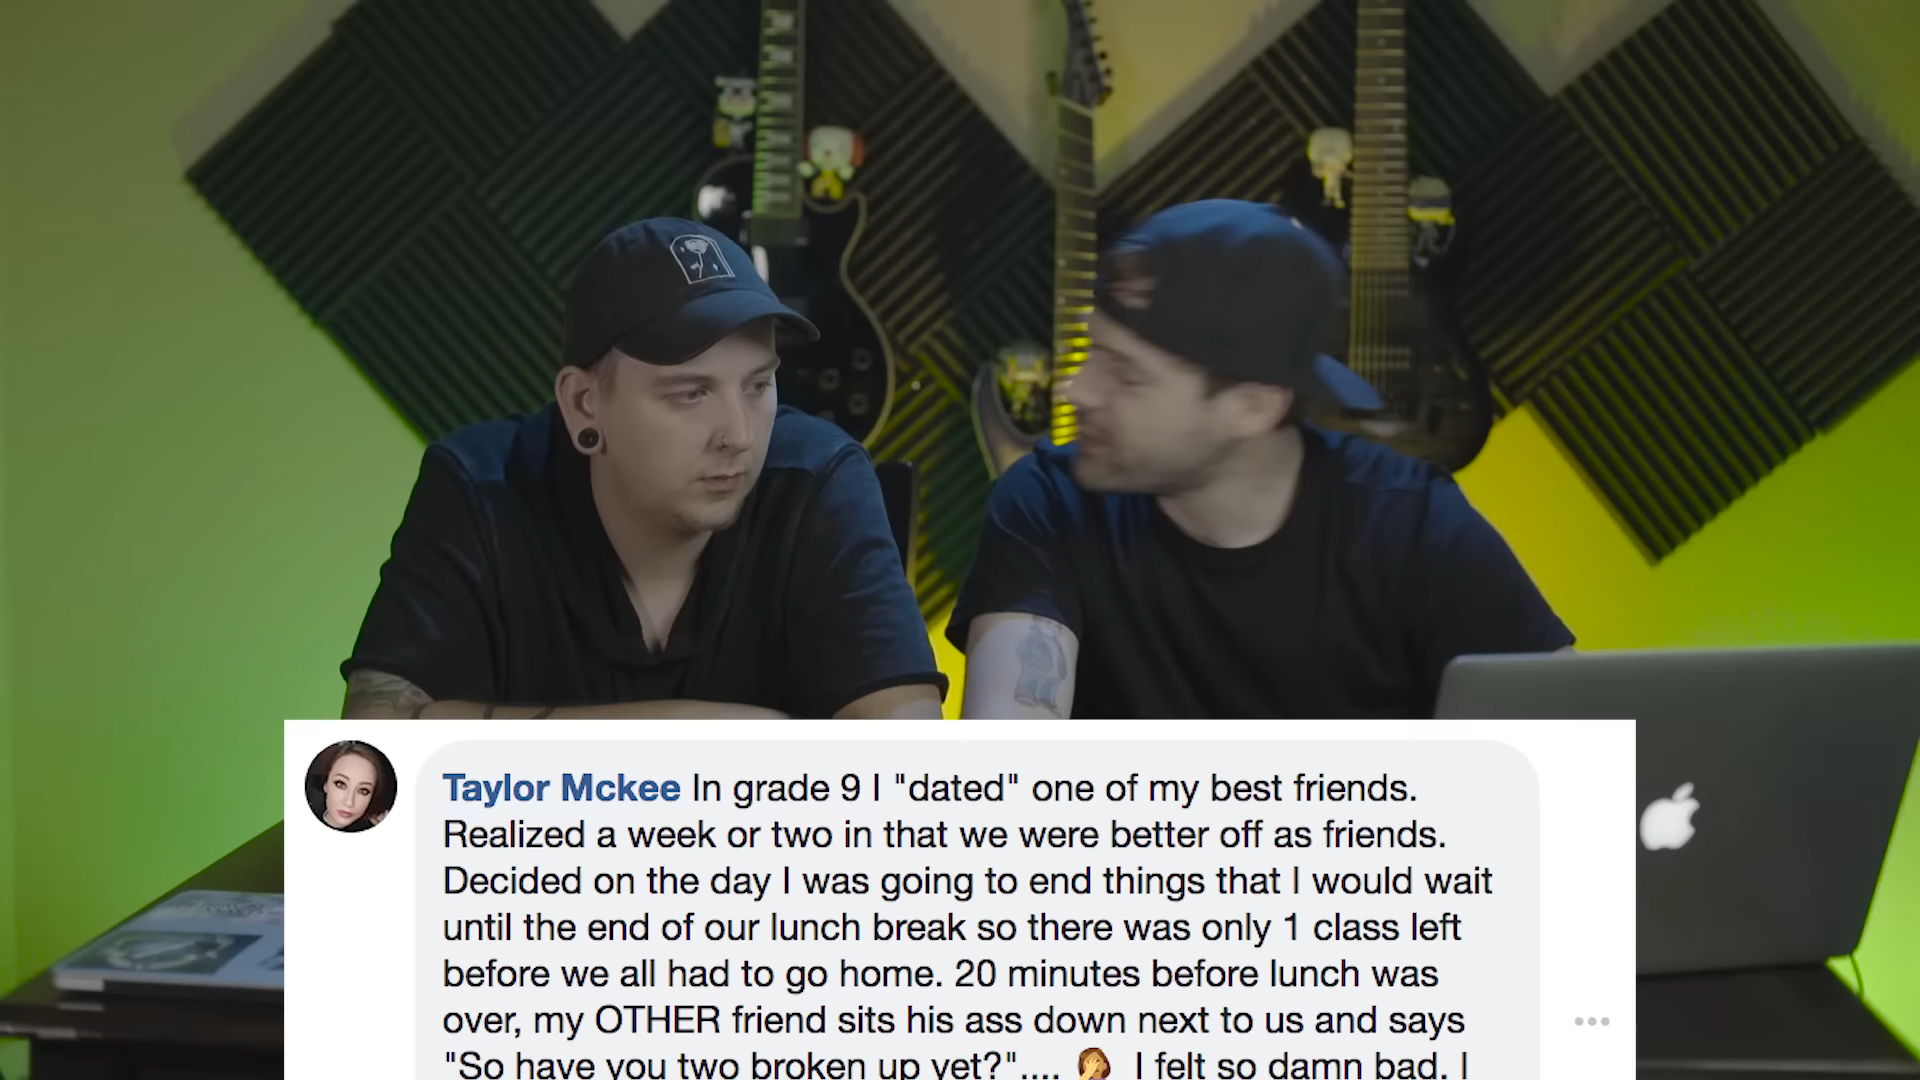 Taylor Mckee In grade 9 I "dated" one of my best friends.
Realized a week or two in that we were better off as friends.
Decided on the day I was going to end things that I would wait
until the end of our lunch break so there was only 1 class left
before we all had to go home. 20 minutes before lunch was
over, my OTHER friend sits his ass down next to us and says
"So have you two broken up yet?".... 🤦 I felt so damn bad. I